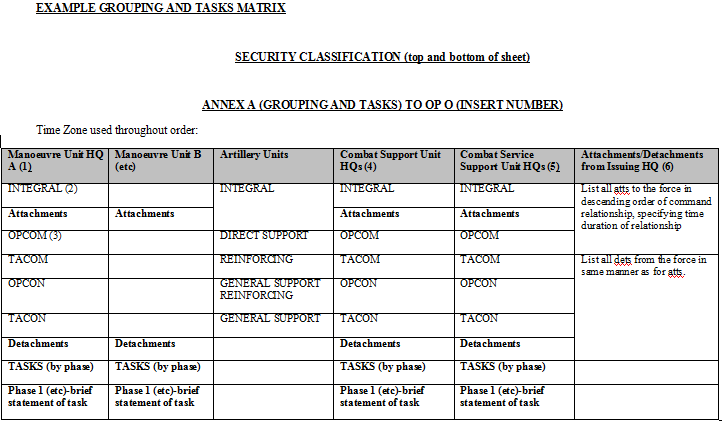 EXAMPLE GROUPING AND TASKS MATRIX
SECURITY CLASSIFICATION (top and bottom of sheet)
ANNEX A (GROUPING AND TASKS) TO OP O (INSERT NUMBER)
Time Zone used throughout order:
Manoeuvre Unit HQ A (1) Manoeuvre Unit B (etc) Artillery Units Combat Support Unit HQs (4) Combat Service Support Unit HQs (5) Attachments/Detachments from Issuing HQ (6)
INTEGRAL (2) INTEGRAL INTEGRAL INTEGRAL List all atts to the force in descending order of command relationship, specifying time duration of relationship
Attachments Attachments Attachments Attachments
OPCOM (3) DIRECT SUPPORT OPCOM OPCOM
TACOM REINFORCING TACOM TACOM List all dets from the force in same manner as for atts.
OPCON GENERAL SUPPORT REINFORCING OPCON OPCON
TACON GENERAL SUPPORT TACON TACON
Detachments Detachments Detachments Detachments
TASKS (by phase) TASKS (by phase) TASKS (by phase) TASKS (by phase)
Phase 1 (etc)-brief statement of task Phase 1 (etc)-brief statement of task Phase 1 (etc)-brief statement of task Phase 1 (etc)-brief statement of task